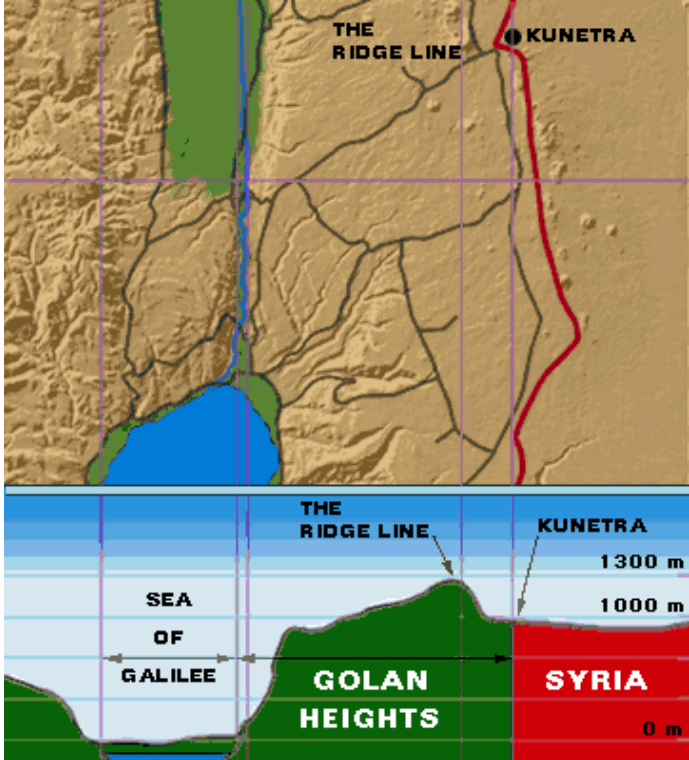 THE
RIDGE LINE
KUNETRA
THE
RIDGE LINE
KUNETRA
1300 m
1000 m
SEA
OF
GALILEE
GOLAN
HEIGHTS
SYRIA
0 m